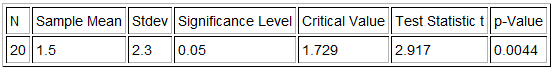 N Sample Mean Stdev Significance Level Critical Value Test Statistic t p-Value
20 1.5 2.3 0.05 1.729 2.917 0.0044